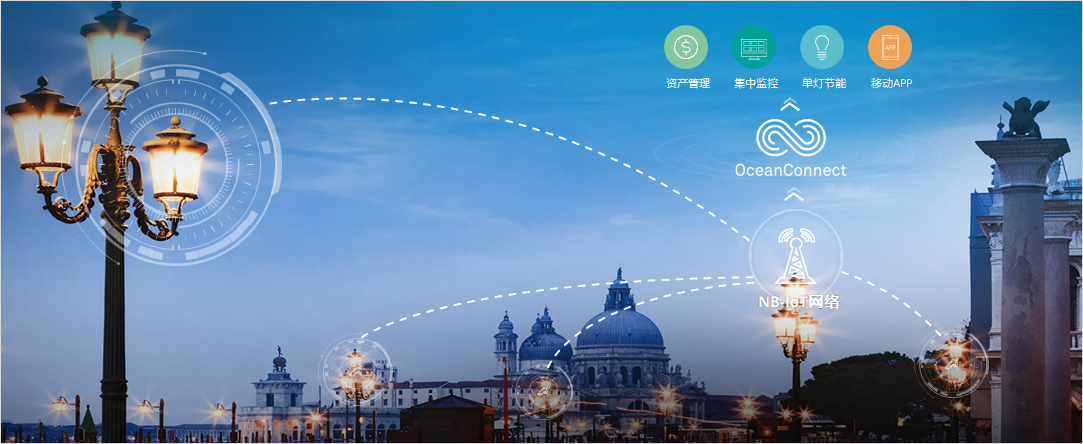 资产管理
集中监控
单灯节能
移动APP
$
APP
OceanConnect
NB-IoT网络